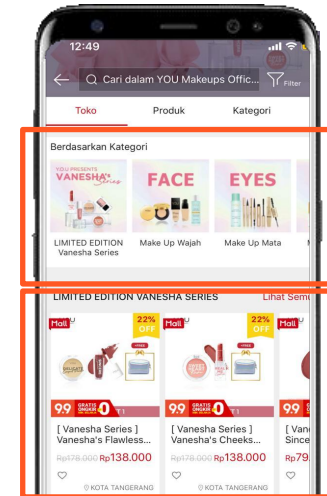 12:49
Cari dalam YOU Makeups Offic...
Filter
Toko
Produk
Kategori
Berdasarkan Kategori
YOU PRESENTS
VANESHA's
Series
FACE
EYES
LIMITED EDITION
Vanesha Series
Make Up Wajah
Make Up Mata
LIMITED EDITION VANESHA SERIES
Lihat Semu
Mall
22%
OFF
9.9
GRATIS
ONGKIR
0
[ Vanesha Series ]
Vanesha's Flawless...
Rp178.000 Rp138.000
KOTA TANGERANG
Mall
22%
OFF
9.9
GRATIS
ONGKIR
0
[ Vanesha Series ]
Vanesha's Cheeks...
Rp178.000 Rp138.000
KOTA TANGERANG
Mall
9.9
[ Van
Since
Rp79.